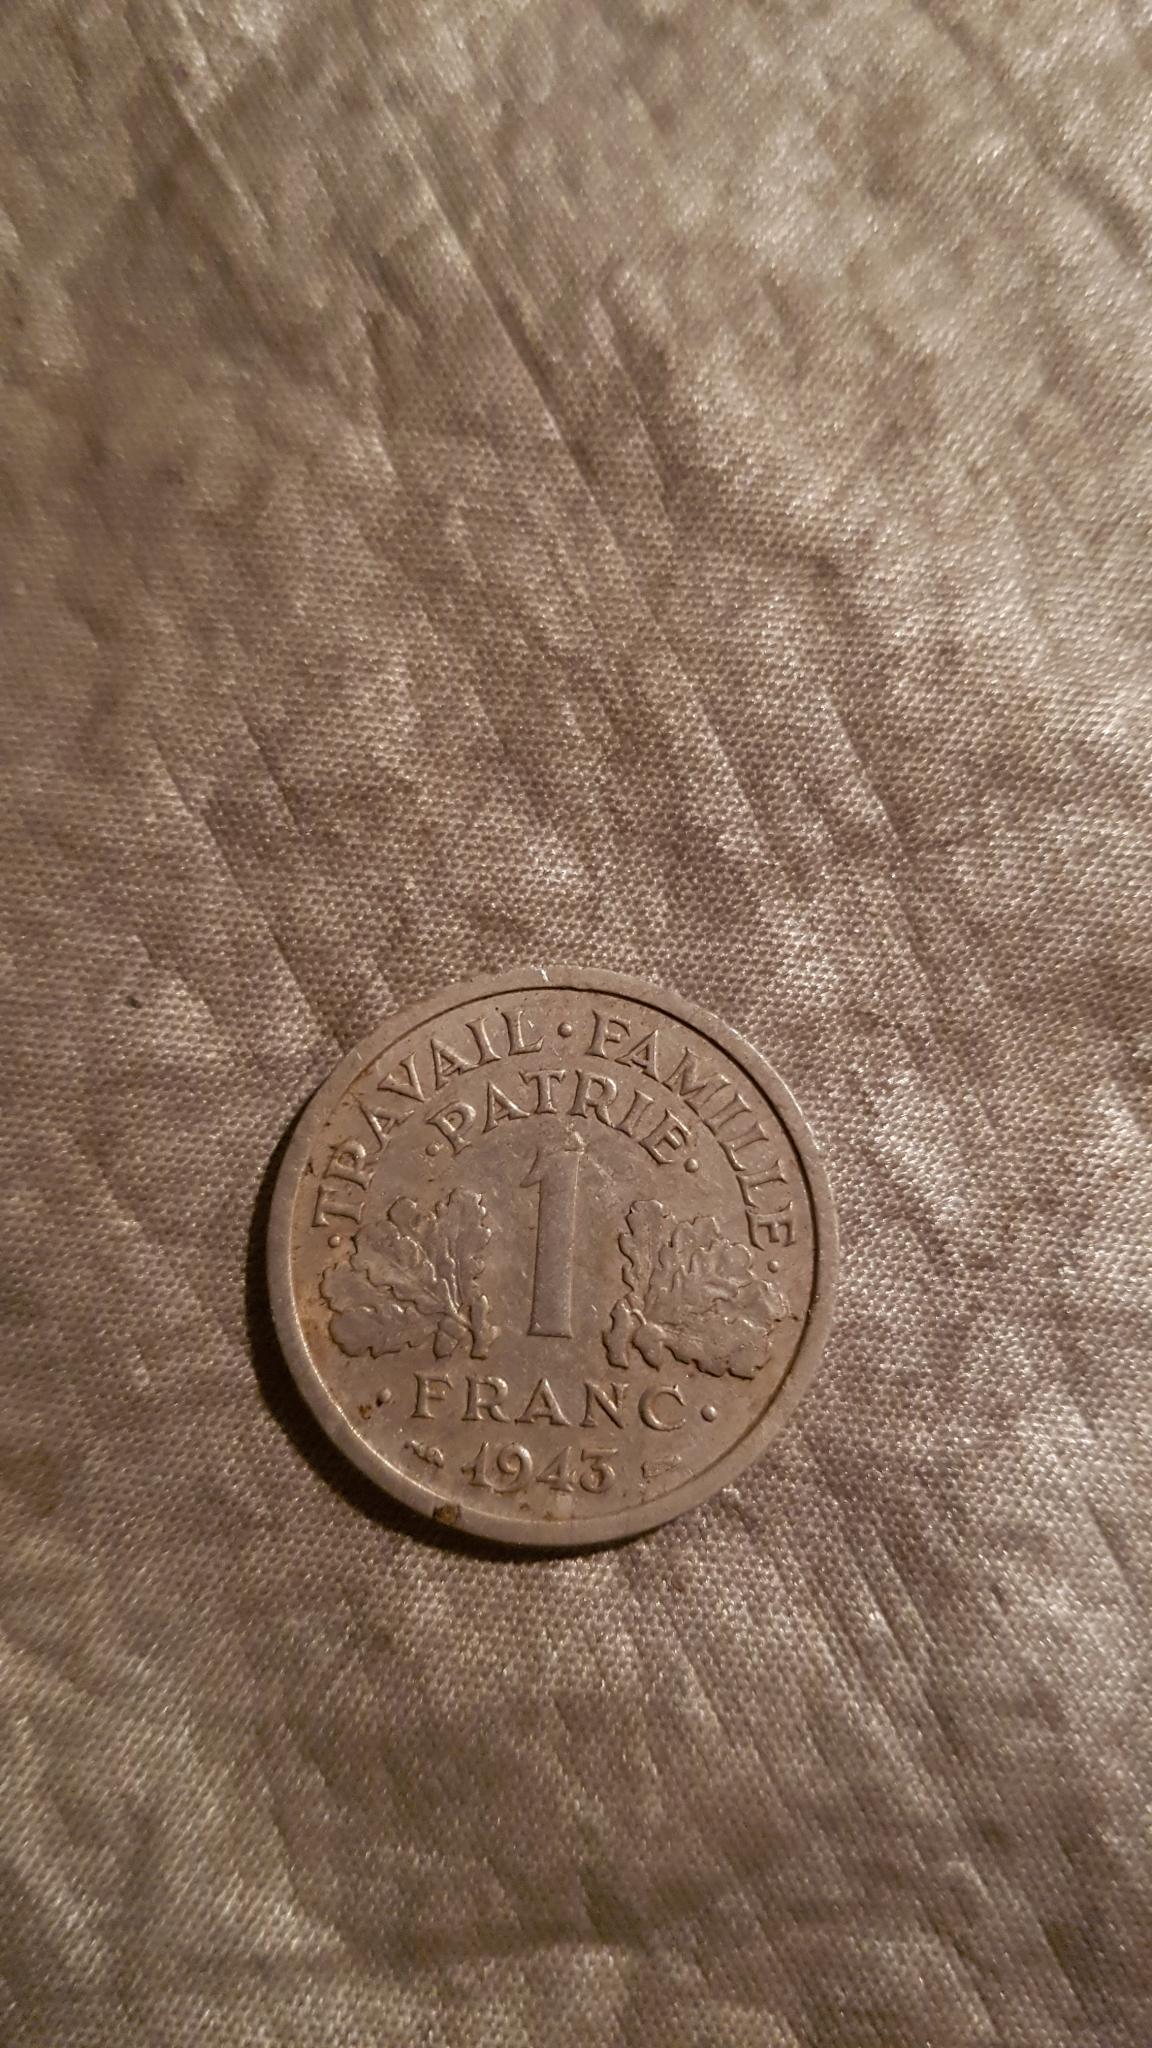 · TRAVAIL · FAMILLE ·
· PATRIE ·
1
· FRANC ·
1943